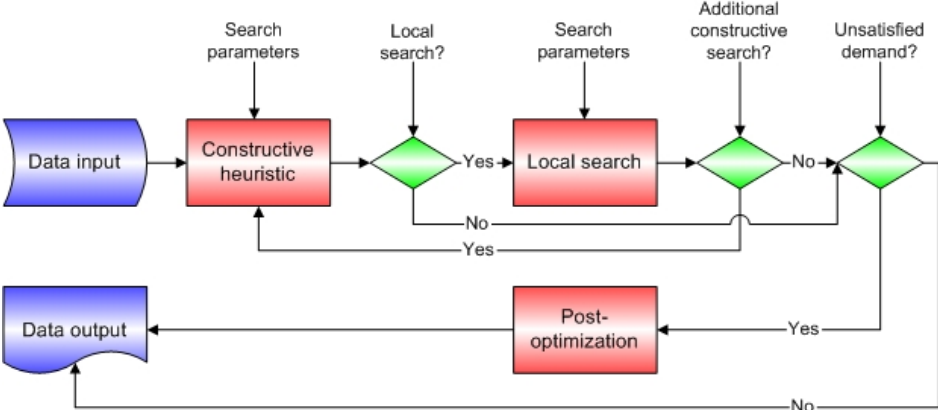 Search
parameters
Local
search?
Search
parameters
Additional
constructive
search?
Unsatisfied
demand?
Data input
Constructive
heuristic
Yes
Local search
No
No
Yes
Data output
Post-
optimization
Yes
No